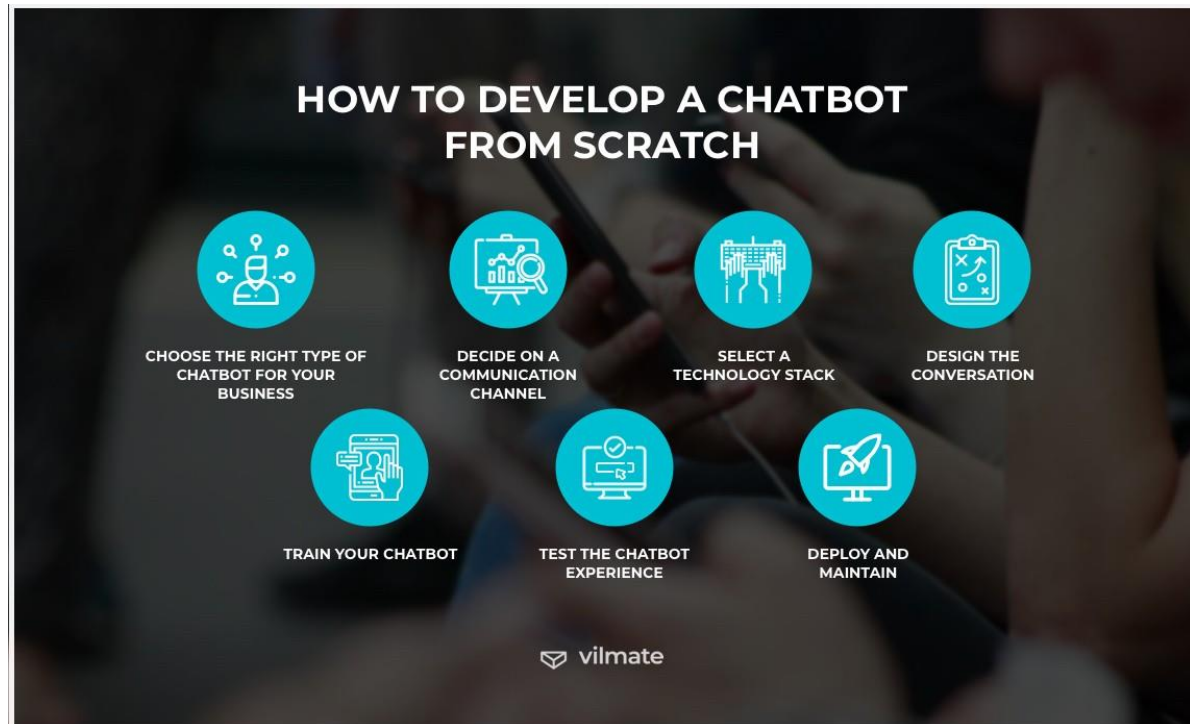 HOW TO DEVELOP A CHATBOT
FROM SCRATCH
CHOOSE THE RIGHT TYPE OF
CHATBOT FOR YOUR
BUSINESS
DECIDE ON A
COMMUNICATION
CHANNEL
SELECT A
TECHNOLOGY STACK
DESIGN THE
CONVERSATION
TRAIN YOUR CHATBOT
TEST THE CHATBOT
EXPERIENCE
DEPLOY AND
MAINTAIN
vilmate